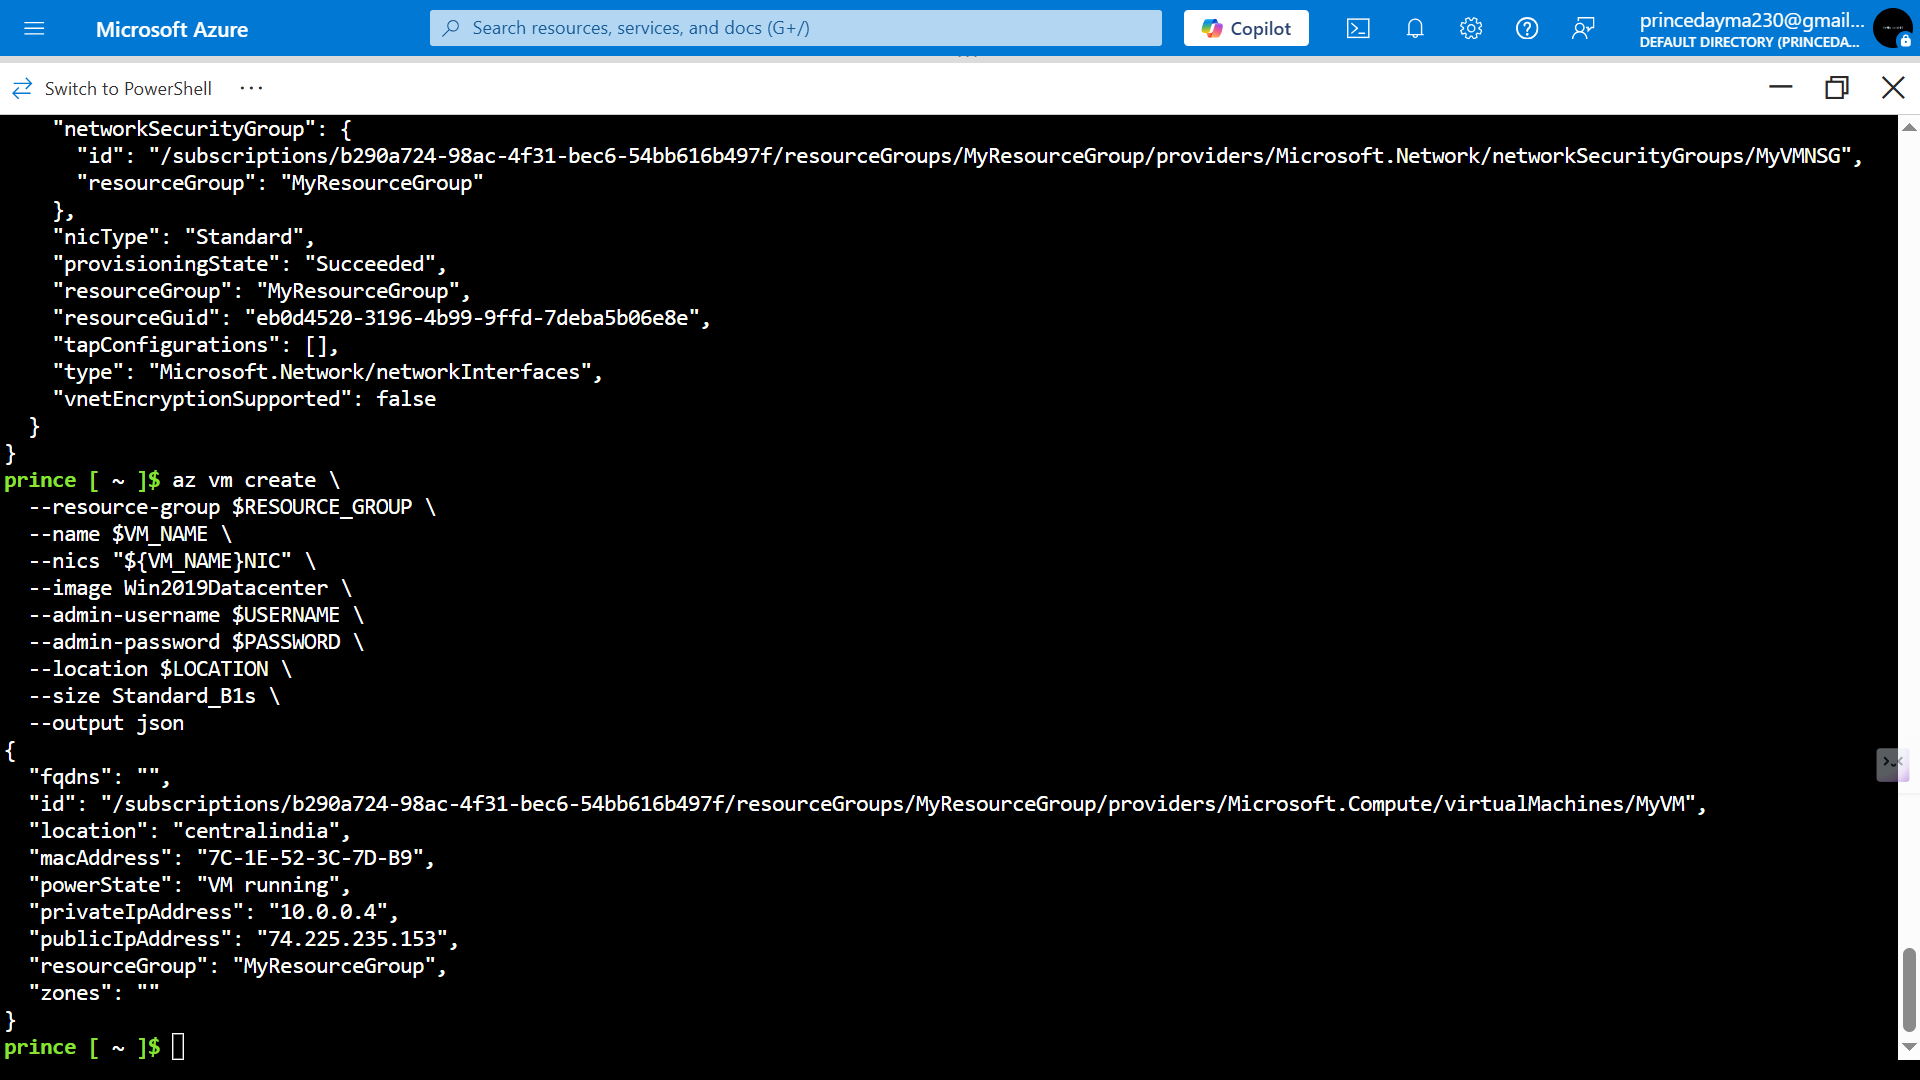 Microsoft Azure
Search resources, services, and docs (G+/)
Copilot
princedayma230@gmail...
DEFAULT DIRECTORY (PRINCEDA...
Switch to PowerShell
    "networkSecurityGroup": {
      "id": "/subscriptions/b290a724-98ac-4f31-bec6-54bb616b497f/resourceGroups/MyResourceGroup/providers/Microsoft.Network/networkSecurityGroups/MyVMNSG",
      "resourceGroup": "MyResourceGroup"
    },
    "nicType": "Standard",
    "provisioningState": "Succeeded",
    "resourceGroup": "MyResourceGroup",
    "resourceGuid": "eb0d4520-3196-4b99-9ffd-7deba5b06e8e",
    "tapConfigurations": [],
    "type": "Microsoft.Network/networkInterfaces",
    "vnetEncryptionSupported": false
  }
}
prince [ ~ ]$ az vm create \
  --resource-group $RESOURCE_GROUP \
  --name $VM_NAME \
  --nics "${VM_NAME}NIC" \
  --image Win2019Datacenter \
  --admin-username $USERNAME \
  --admin-password $PASSWORD \
  --location $LOCATION \
  --size Standard_B1s \
  --output json
{
  "fqdns": "",
  "id": "/subscriptions/b290a724-98ac-4f31-bec6-54bb616b497f/resourceGroups/MyResourceGroup/providers/Microsoft.Compute/virtualMachines/MyVM",
  "location": "centralindia",
  "macAddress": "7C-1E-52-3C-7D-B9",
  "powerState": "VM running",
  "privateIpAddress": "10.0.0.4",
  "publicIpAddress": "74.225.235.153",
  "resourceGroup": "MyResourceGroup",
  "zones": ""
}
prince [ ~ ]$